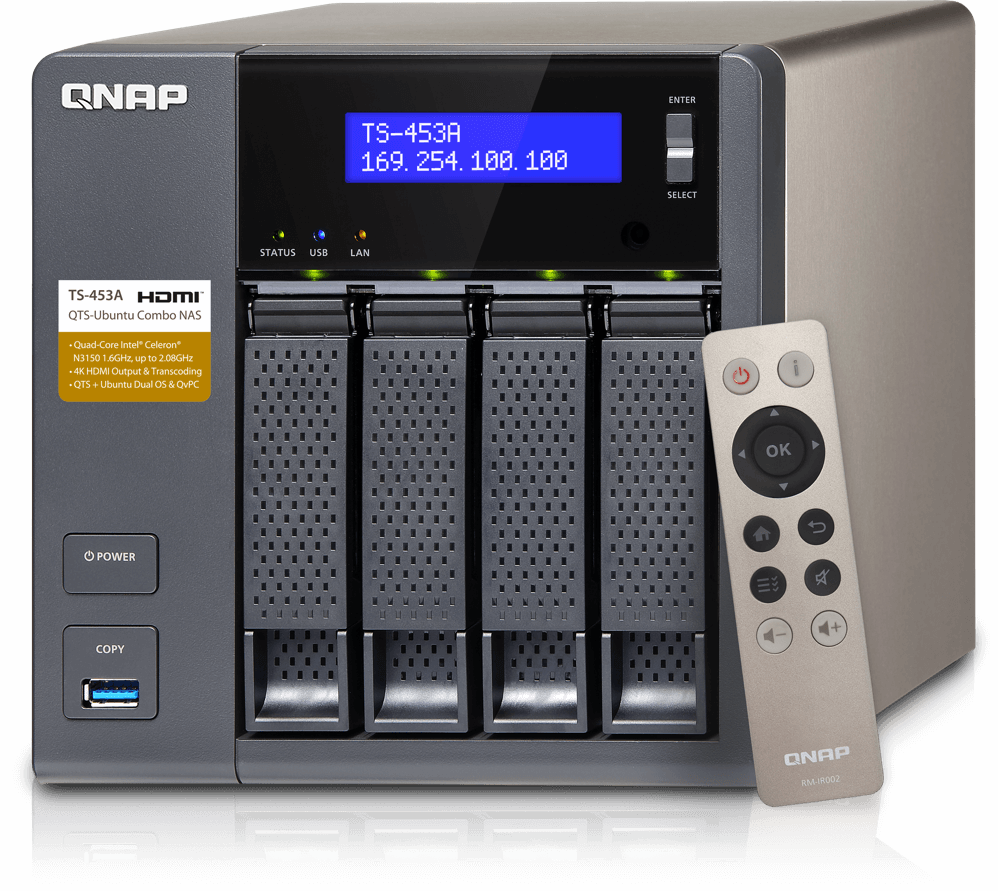 QNAP
TS-453A
169.254.100.100
ENTER
SELECT
STATUS USB LAN
TS-453A HDMI™
QTS-Ubuntu Combo NAS
• Quad-Core Intel® Celeron®
N3150 1.6GHz, up to 2.08GHz
• 4K HDMI Output & Transcoding
• QTS + Ubuntu Dual OS & QvPC
POWER
COPY
i
OK
QNAP
RM-IR002